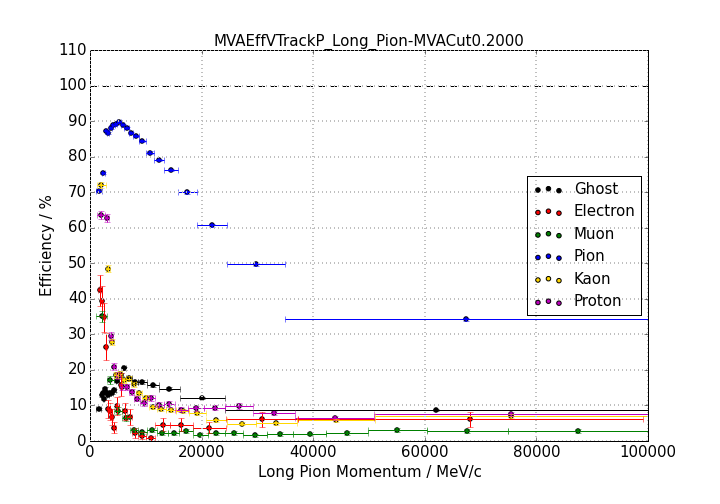 MVAEffVTrackP_Long_Pion-MVACut0.2000
110
100
90
80
70
60
50
40
30
20
10
0
Efficiency / %
Ghost
Electron
Muon
Pion
Kaon
Proton
0 20000 40000 60000 80000 100000
Long Pion Momentum / MeV/c